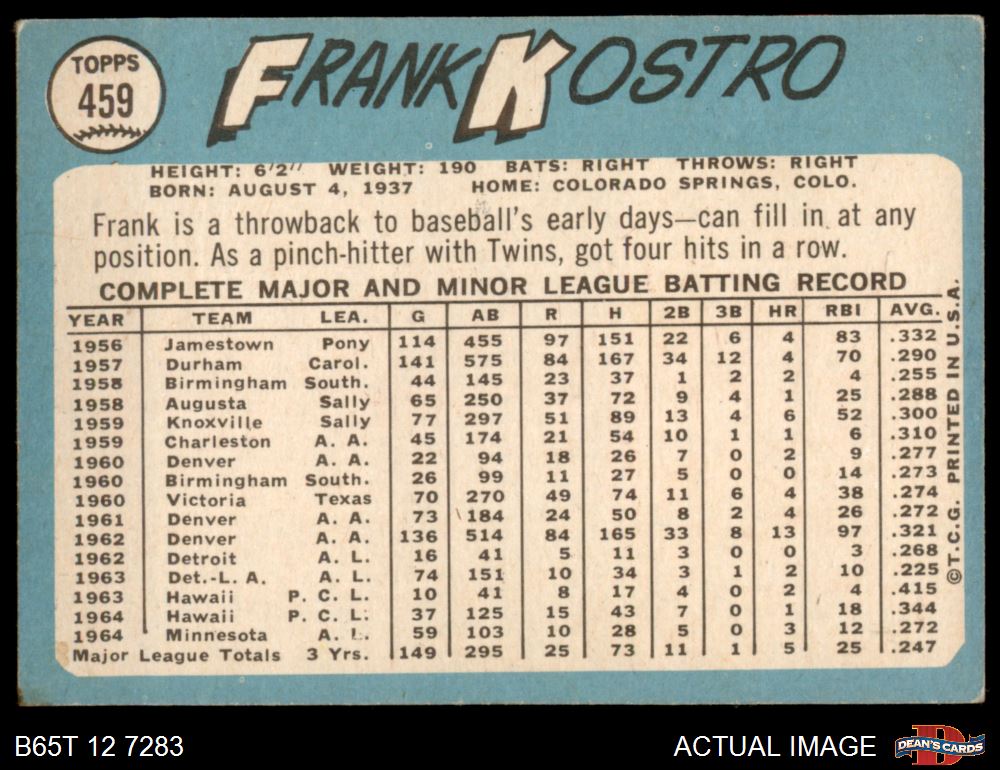 TOPPS
459
FRANK KOSTRO
HEIGHT: 6'2" WEIGHT: 190 BATS: RIGHT THROWS: RIGHT
BORN: AUGUST 4, 1937 HOME: COLORADO SPRINGS, COLO.
Frank is a throwback to baseball's early days—can fill in at any
position. As a pinch-hitter with Twins, got four hits in a row.
COMPLETE MAJOR AND MINOR LEAGUE BATTING RECORD
YEAR TEAM LEA. G AB R H 2B 3B HR RBI AVG.
1956 Jamestown Pony 114 455 97 151 22 6 4 83 .332
1957 Durham Carol. 141 575 84 167 34 12 4 70 .290
1958 Birmingham South. 44 145 23 37 1 2 2 4 .255
1958 Augusta Sally 65 250 37 72 9 4 1 25 .288
1959 Knoxville Sally 77 297 51 89 13 4 6 52 .300
1959 Charleston A. A. 45 174 21 54 10 1 1 6 .310
1960 Denver A. A. 22 94 18 26 7 0 2 9 .277
1960 Birmingham South. 26 99 11 27 5 0 0 14 .273
1960 Victoria Texas 70 270 49 74 11 6 4 38 .274
1961 Denver A. A. 73 184 24 50 8 2 4 26 .272
1962 Denver A. A. 136 514 84 165 33 8 13 97 .321
1962 Detroit A. L. 16 41 5 11 3 0 0 3 .268
1963 Det.-L. A. A. L. 74 151 10 34 3 1 2 10 .225
1963 Hawaii P. C. L. 10 41 8 17 4 0 2 4 .415
1964 Hawaii P. C. L. 37 125 15 43 7 0 1 18 .344
1964 Minnesota A. L. 59 103 10 28 5 0 3 12 .272
Major League Totals 3 Yrs. 149 295 25 73 11 1 5 25 .247
©T.C.G. PRINTED IN U.S.A.
B65T 12 7283
ACTUAL IMAGE
D
DEAN'S CARDS